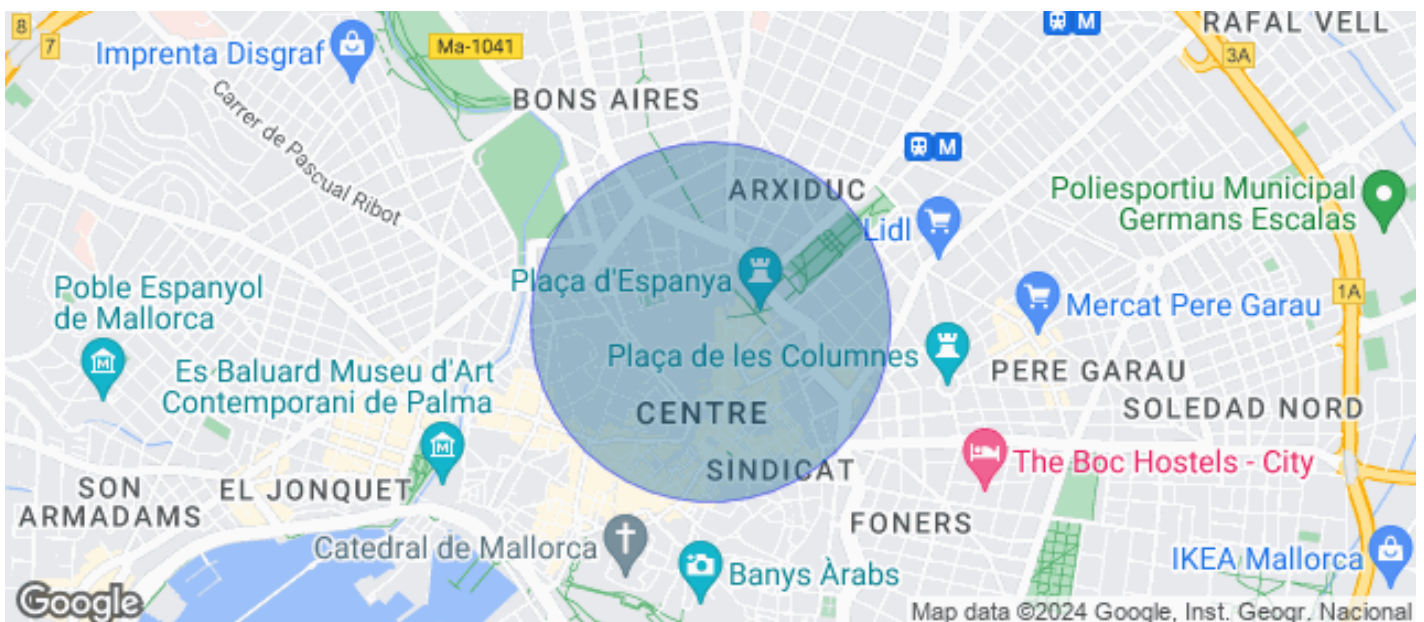 8
7
Imprenta Disgraf
Ma-1041
BONS AIRES
RAFAL VELL
3A
M
Carrer de Pascual Ribot
M
ARXIDUC
Lidl
Poliesportiu Municipal
Germans Escalas
Plaça d'Espanya
Poble Espanyol
de Mallorca
Mercat Pere Garau
1A
Es Baluard Museu d'Art
Contemporani de Palma
Plaça de les Columnes
PERE GARAU
CENTRE
SOLEDAD NORD
SINDICAT
The Boc Hostels - City
SON
ARMADAMS
EL JONQUET
FONERS
Catedral de Mallorca
Banys Àrabs
IKEA Mallorca
Google
Map data ©2024 Google, Inst. Geogr. Nacional